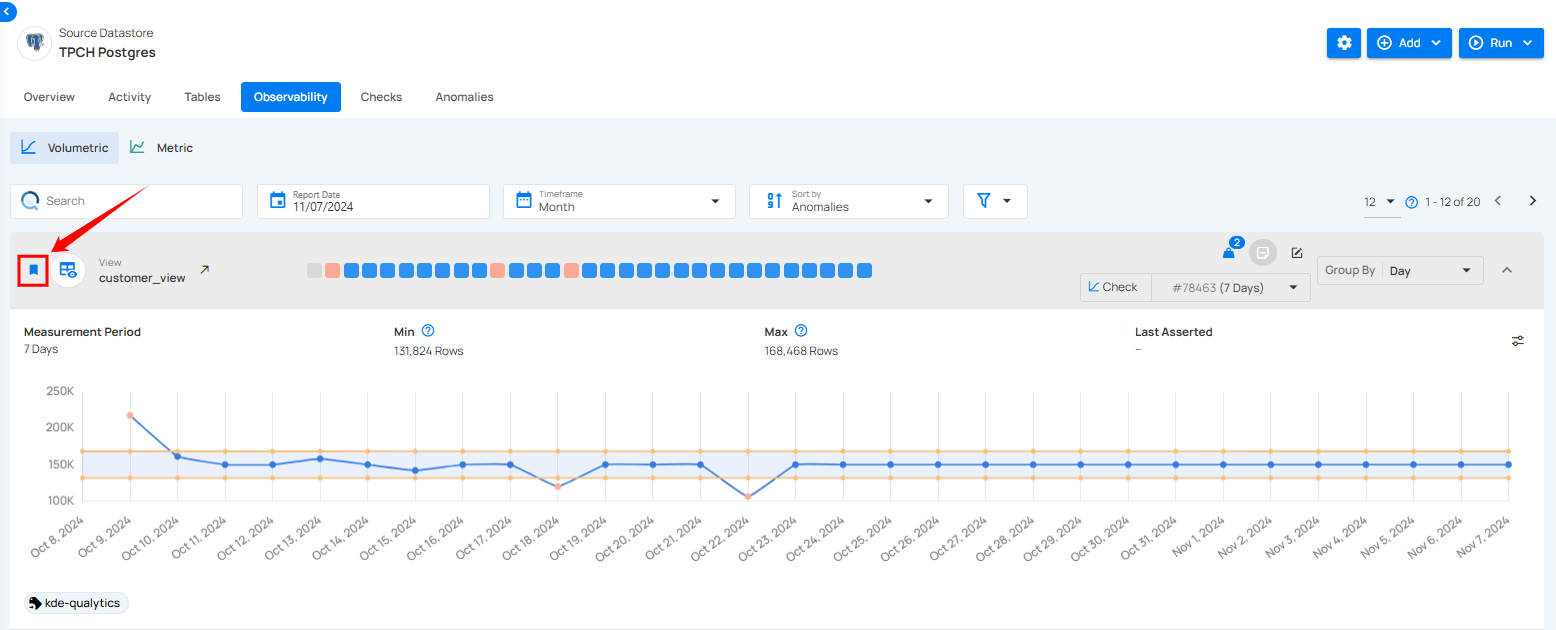 Source Datastore
TPCH Postgres
Add
Run
Overview
Activity
Tables
Observability
Checks
Anomalies
Volumetric
Metric
Search
Report Date
11/07/2024
Timeframe
Month
Sort by
Anomalies
12
1 - 12 of 20
View
customer_view
2
Check
#78463 (7 Days)
Group By
Day
Measurement Period
7 Days
Min
131,824 Rows
Max
168,468 Rows
Last Asserted
–
250K
200K
150K
100K
Oct 8, 2024
Oct 9, 2024
Oct 10, 2024
Oct 11, 2024
Oct 12, 2024
Oct 13, 2024
Oct 14, 2024
Oct 15, 2024
Oct 16, 2024
Oct 17, 2024
Oct 18, 2024
Oct 19, 2024
Oct 20, 2024
Oct 21, 2024
Oct 22, 2024
Oct 23, 2024
Oct 24, 2024
Oct 25, 2024
Oct 26, 2024
Oct 27, 2024
Oct 28, 2024
Oct 29, 2024
Oct 30, 2024
Oct 31, 2024
Nov 1, 2024
Nov 2, 2024
Nov 3, 2024
Nov 4, 2024
Nov 5, 2024
Nov 6, 2024
Nov 7, 2024
kde-qualytics